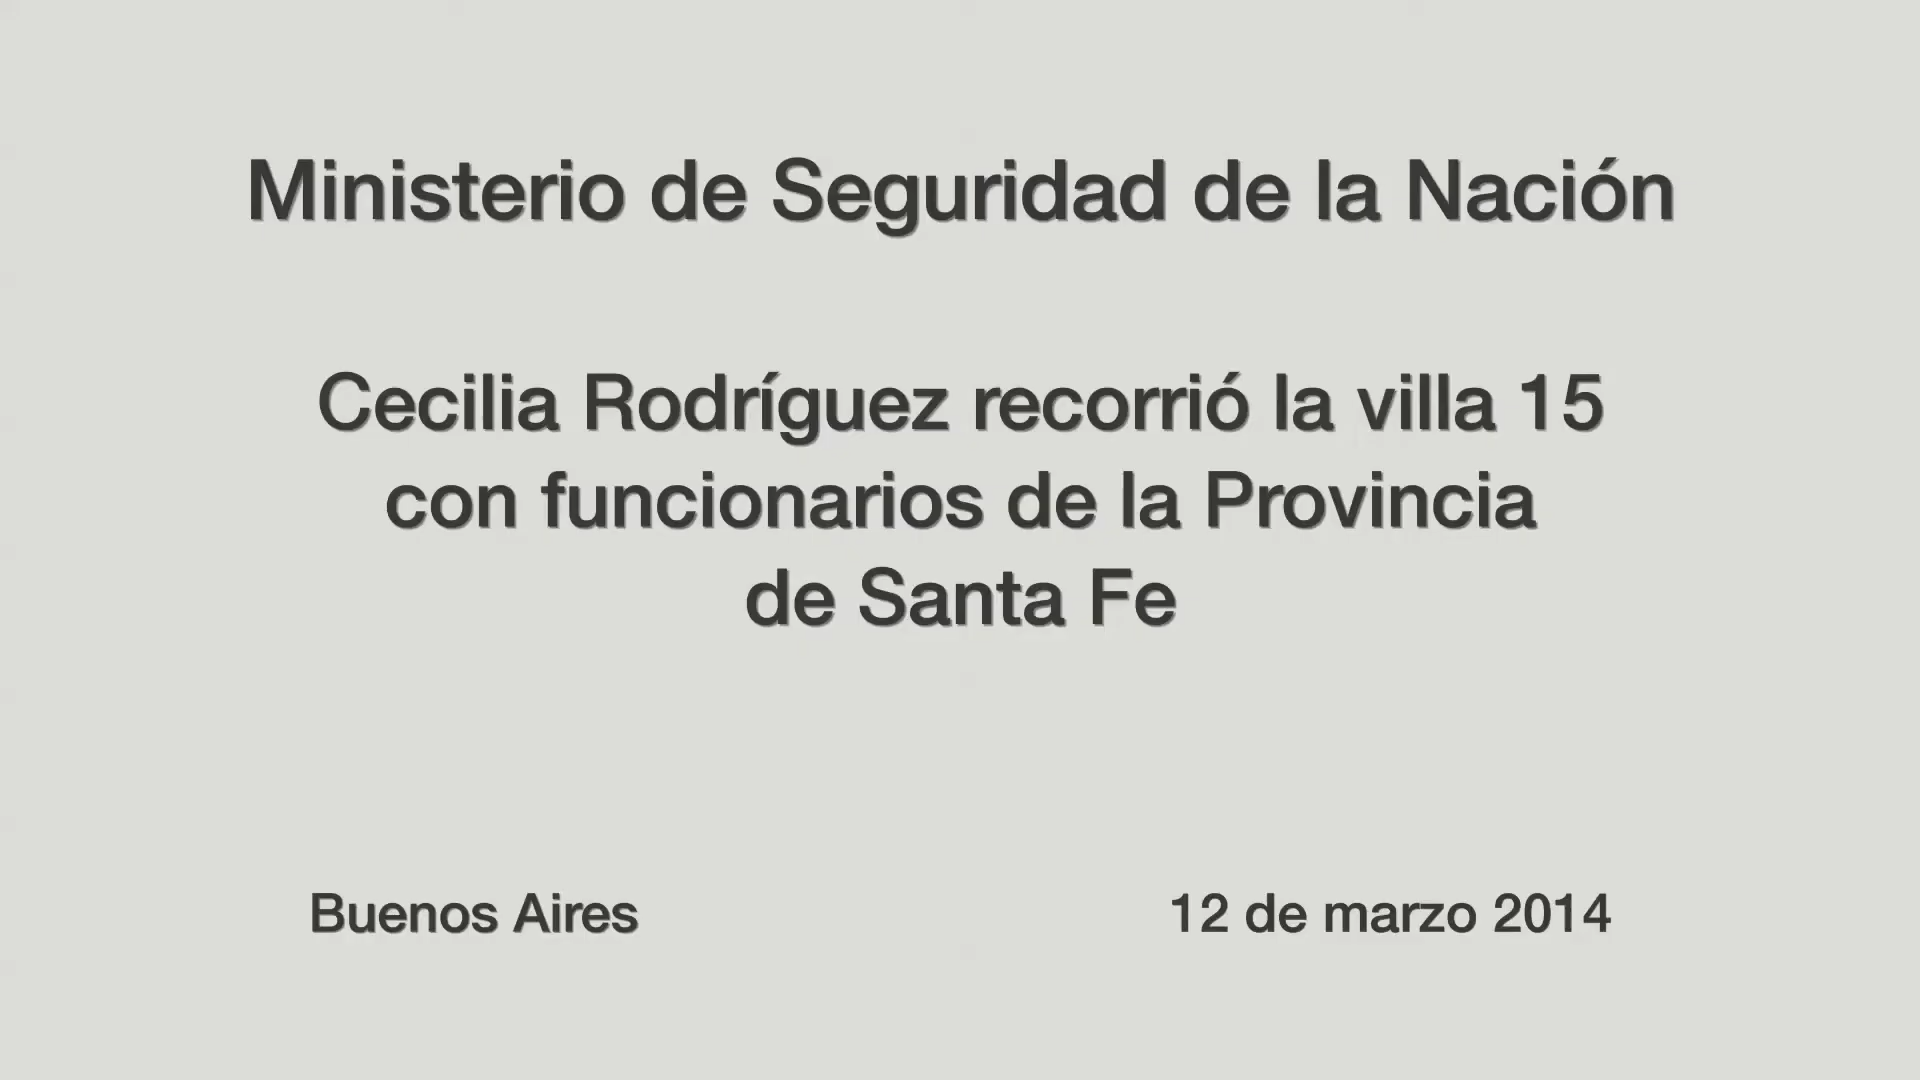 Ministerio de Seguridad de la Nación
Cecilia Rodríguez recorrió la villa 15
con funcionarios de la Provincia
de Santa Fe
Buenos Aires
12 de marzo 2014